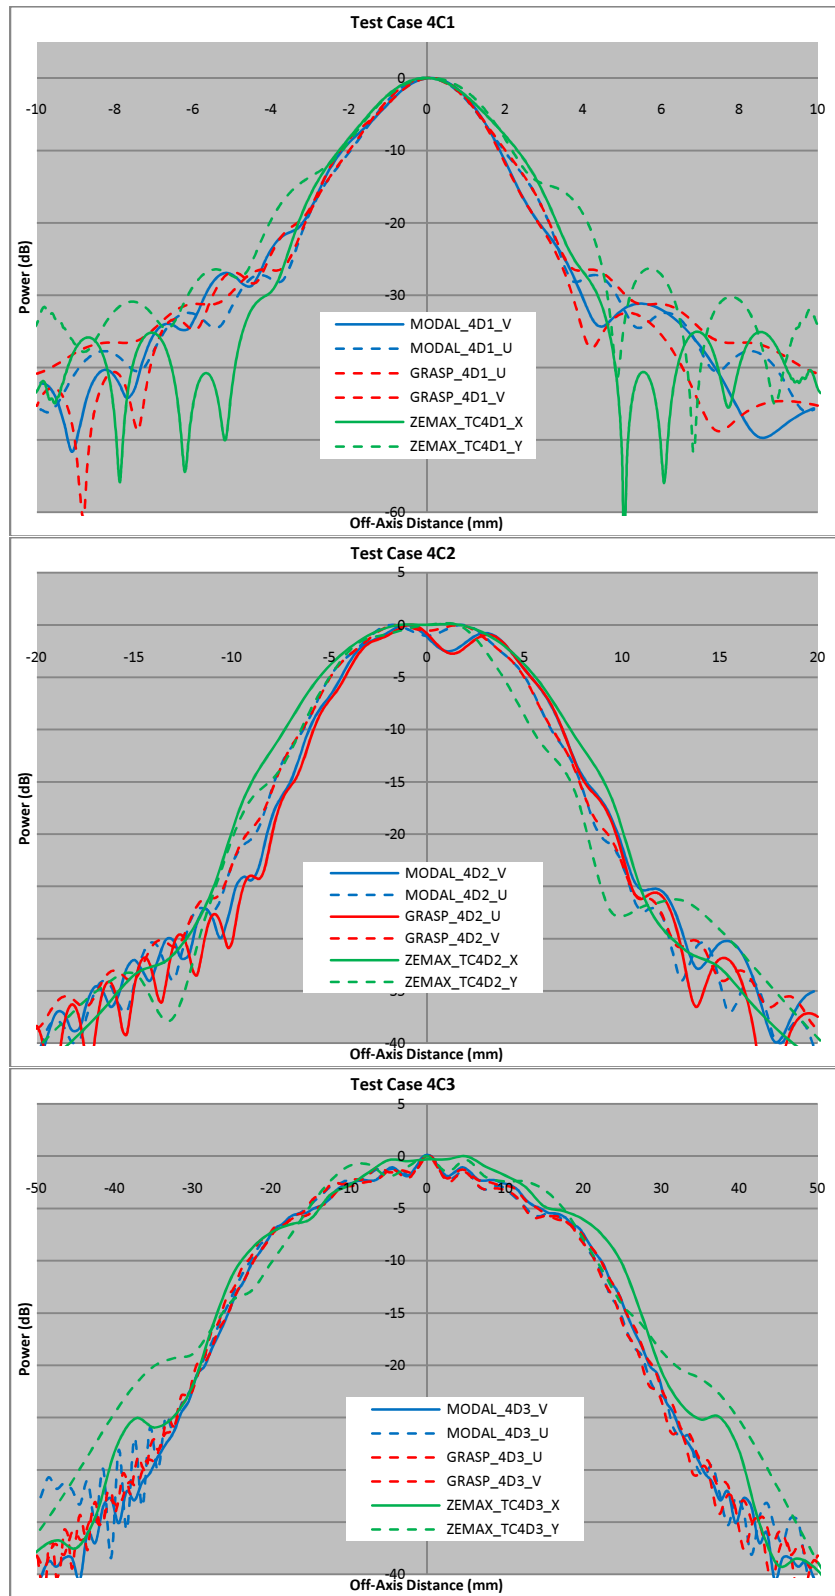 Test Case 4C1
0
-10 -8 -6 -4 -2 0 2 4 6 8 10
-10
-20
-30
-60
Power (dB)
MODAL_4D1_V
MODAL_4D1_U
GRASP_4D1_U
GRASP_4D1_V
ZEMAX_TC4D1_X
ZEMAX_TC4D1_Y
Off-Axis Distance (mm)
Test Case 4C2
5
0
-20 -15 -10 -5 0 5 10 15 20
-5
-10
-15
-20
-40
Power (dB)
MODAL_4D2_V
MODAL_4D2_U
GRASP_4D2_U
GRASP_4D2_V
ZEMAX_TC4D2_X
ZEMAX_TC4D2_Y
Off-Axis Distance (mm)
Test Case 4C3
5
0
-50 -40 -30 -20 -10 0 10 20 30 40 50
-5
-10
-15
-20
-40
Power (dB)
MODAL_4D3_V
MODAL_4D3_U
GRASP_4D3_U
GRASP_4D3_V
ZEMAX_TC4D3_X
ZEMAX_TC4D3_Y
Off-Axis Distance (mm)